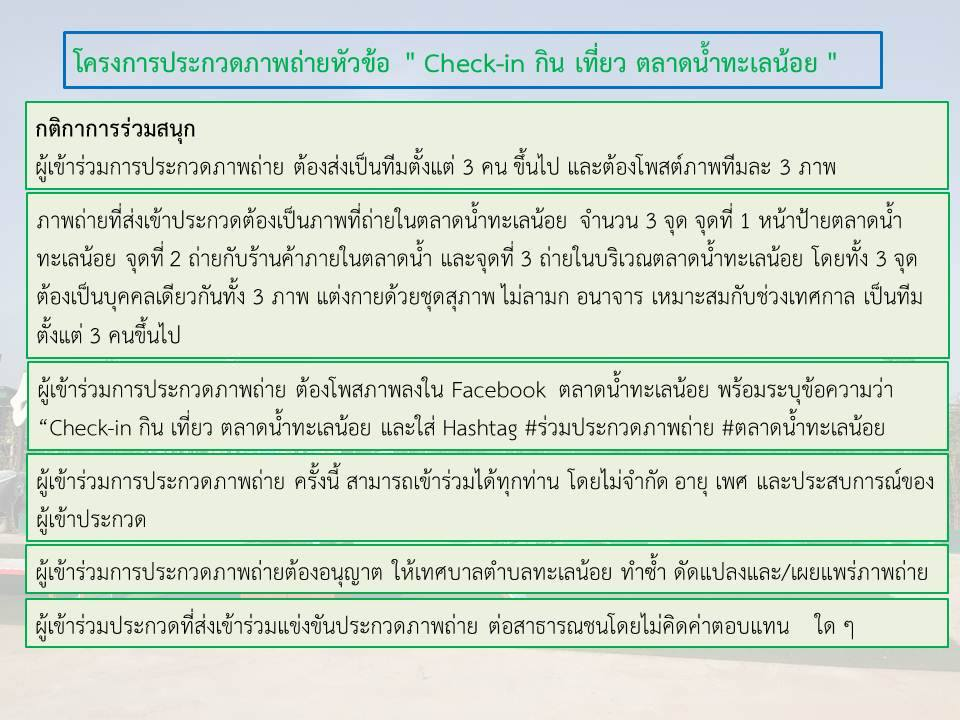 โครงการประกวดภาพถ่ายหัวข้อ " Check-in กิน เที่ยว ตลาดน้ำทะเลน้อย "
กติกาการร่วมสนุก
ผู้เข้าร่วมการประกวดภาพถ่าย ต้องส่งเป็นทีมตั้งแต่ 3 คน ขึ้นไป และต้องโพสต์ภาพทีมละ 3 ภาพ
ภาพถ่ายที่ส่งเข้าประกวดต้องเป็นภาพที่ถ่ายในตลาดน้ำทะเลน้อย จำนวน 3 จุด จุดที่ 1 หน้าป้ายตลาดน้ำ
ทะเลน้อย จุดที่ 2 ถ่ายกับร้านค้าภายในตลาดน้ำ และจุดที่ 3 ถ่ายในบริเวณตลาดน้ำทะเลน้อย โดยทั้ง 3 จุด
ต้องเป็นบุคคลเดียวกันทั้ง 3 ภาพ แต่งกายด้วยชุดสุภาพ ไม่ลามก อนาจาร เหมาะสมกับช่วงเทศกาล เป็นทีม
ตั้งแต่ 3 คนขึ้นไป
ผู้เข้าร่วมการประกวดภาพถ่าย ต้องโพสภาพลงใน Facebook ตลาดน้ำทะเลน้อย พร้อมระบุข้อความว่า
“Check-in กิน เที่ยว ตลาดน้ำทะเลน้อย และใส่ Hashtag #ร่วมประกวดภาพถ่าย #ตลาดน้ำทะเลน้อย
ผู้เข้าร่วมการประกวดภาพถ่าย ครั้งนี้ สามารถเข้าร่วมได้ทุกท่าน โดยไม่จำกัด อายุ เพศ และประสบการณ์ของ
ผู้เข้าประกวด
ผู้เข้าร่วมการประกวดภาพถ่ายต้องอนุญาต ให้เทศบาลตำบลทะเลน้อย ทำซ้ำ ดัดแปลงและ/เผยแพร่ภาพถ่าย
ผู้เข้าร่วมประกวดที่ส่งเข้าร่วมแข่งขันประกวดภาพถ่าย ต่อสาธารณชนโดยไม่คิดค่าตอบแทน ใด ๆ